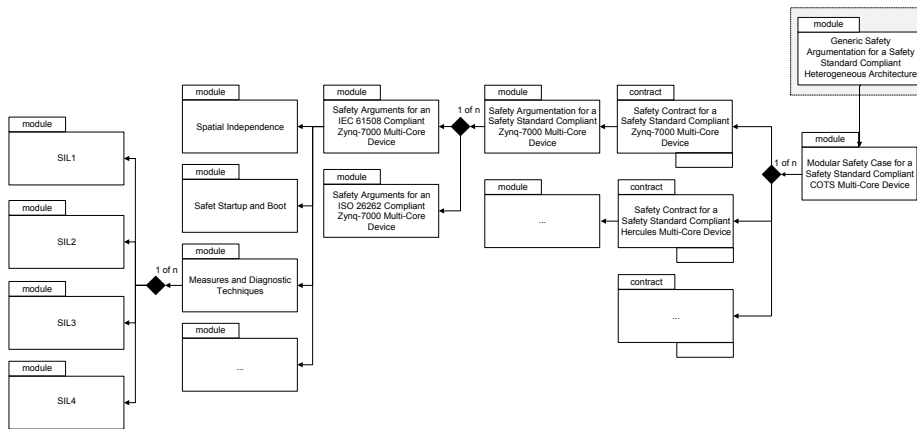 module
Generic Safety
Argumentation for a Safety
Standard Compliant
Heterogeneous Architecture
module
Modular Safety Case for a
Safety Standard Compliant
COTS Multi-Core Device
1 of n
contract
Safety Contract for a
Safety Standard Compliant
Zynq-7000 Multi-Core
Device
contract
Safety Contract for a
Safety Standard Compliant
Hercules Multi-Core Device
contract
...
module
Safety Argumentation for a
Safety Standard Compliant
Zynq-7000 Multi-Core
Device
module
...
1 of n
module
Safety Arguments for an
IEC 61508 Compliant
Zynq-7000 Multi-Core
Device
module
Safety Arguments for an
ISO 26262 Compliant
Zynq-7000 Multi-Core
Device
module
Spatial Independence
module
Safet Startup and Boot
module
Measures and Diagnostic
Techniques
module
...
1 of n
module
SIL1
module
SIL2
module
SIL3
module
SIL4